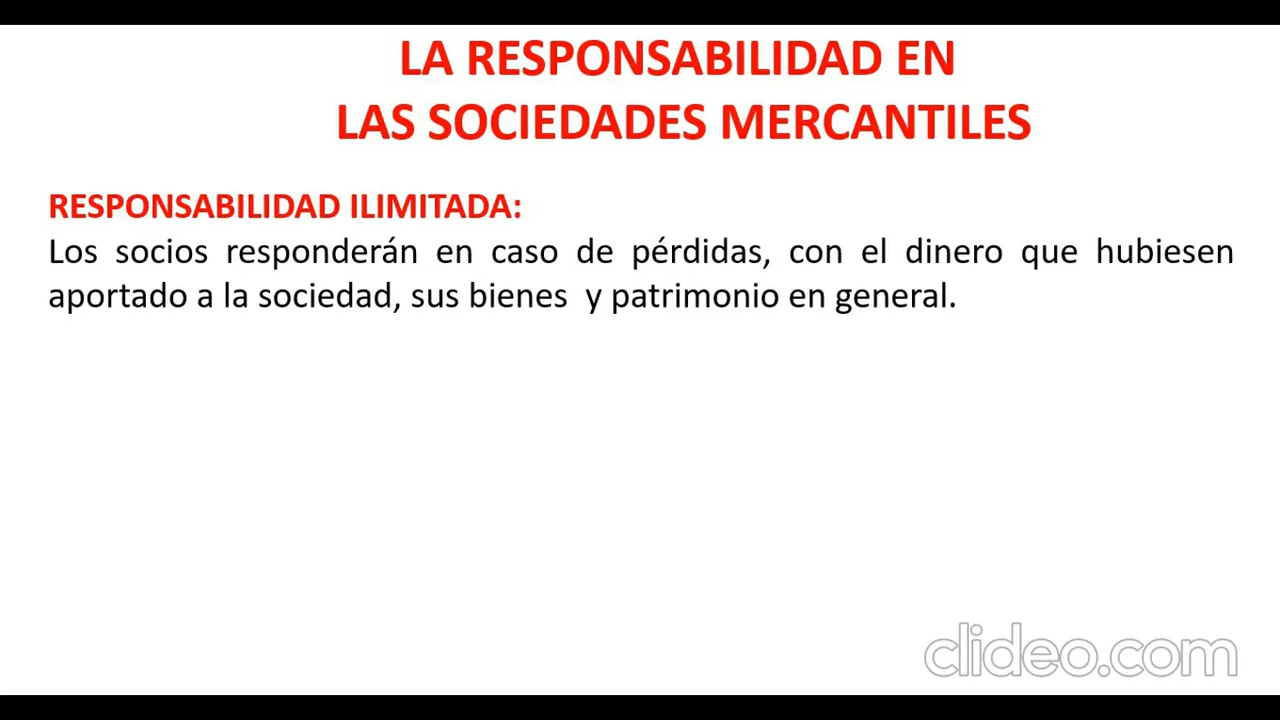 LA RESPONSABILIDAD EN
LAS SOCIEDADES MERCANTILES
RESPONSABILIDAD ILIMITADA:
Los socios responderán en caso de pérdidas, con el dinero que hubiesen
aportado a la sociedad, sus bienes  y patrimonio en general.
clideo.com